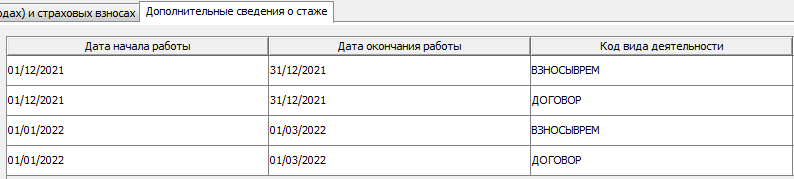 одах) и страховых взносах Дополнительные сведения о стаже
Дата начала работы Дата окончания работы Код вида деятельности
01/12/2021 31/12/2021 ВЗНОСЫВРЕМ
01/12/2021 31/12/2021 ДОГОВОР
01/01/2022 01/03/2022 ВЗНОСЫВРЕМ
01/01/2022 01/03/2022 ДОГОВОР